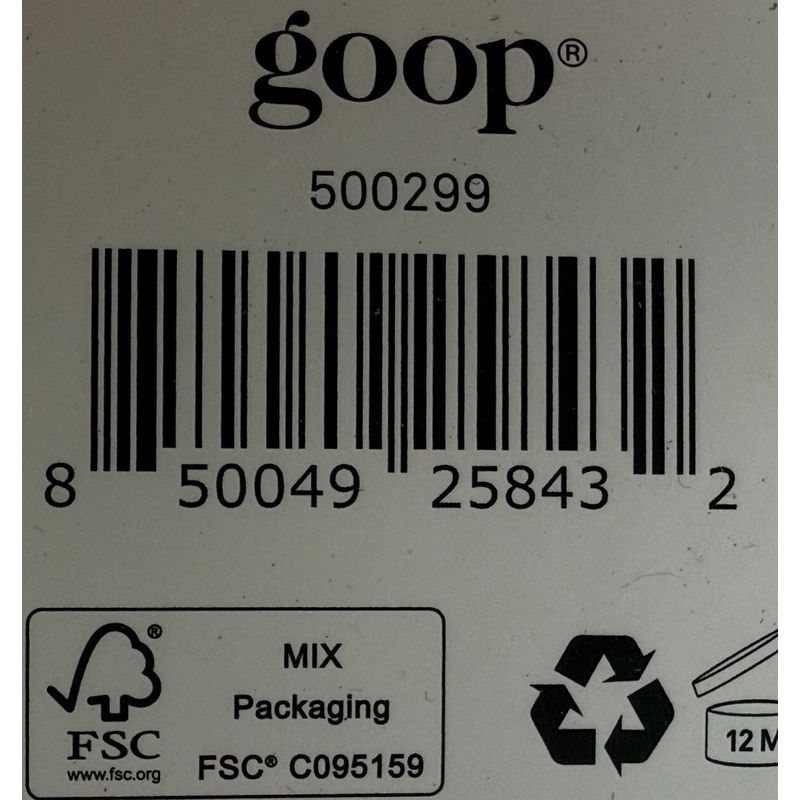 goop®
500299
8 50049 25843 2
MIX
Packaging
FSC® C095159
®
FSC
www.fsc.org
12 M